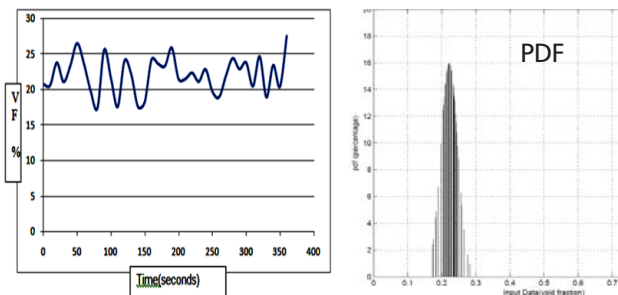 30
25
20
15
10
5
0
V
F
%
0 50 100 150 200 250 300 350 400
Time(seconds)
20
18
16
14
12
10
8
6
4
2
0
pdf (percentage)
PDF
0 0.1 0.2 0.3 0.4 0.5 0.6 0.7
Input Data(void fraction)